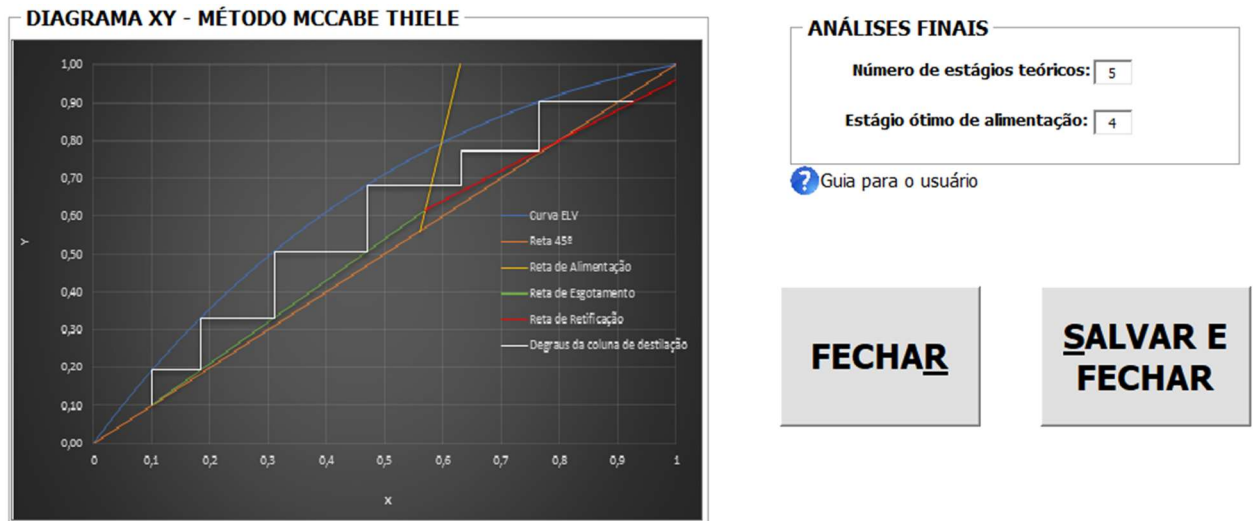 DIAGRAMA XY - MÉTODO MCCABE THIELE
1,00
0,90
0,80
0,70
0,60
0,50
0,40
0,30
0,20
0,10
0,00
Y
0 0,1 0,2 0,3 0,4 0,5 0,6 0,7 0,8 0,9 1
X
Curva ELV
Reta 45º
Reta de Alimentação
Reta de Esgotamento
Reta de Retificação
Degraus da coluna de destilação
ANÁLISES FINAIS
Número de estágios teóricos: 5
Estágio ótimo de alimentação: 4
? Guia para o usuário
FECHAR
SALVAR E
FECHAR